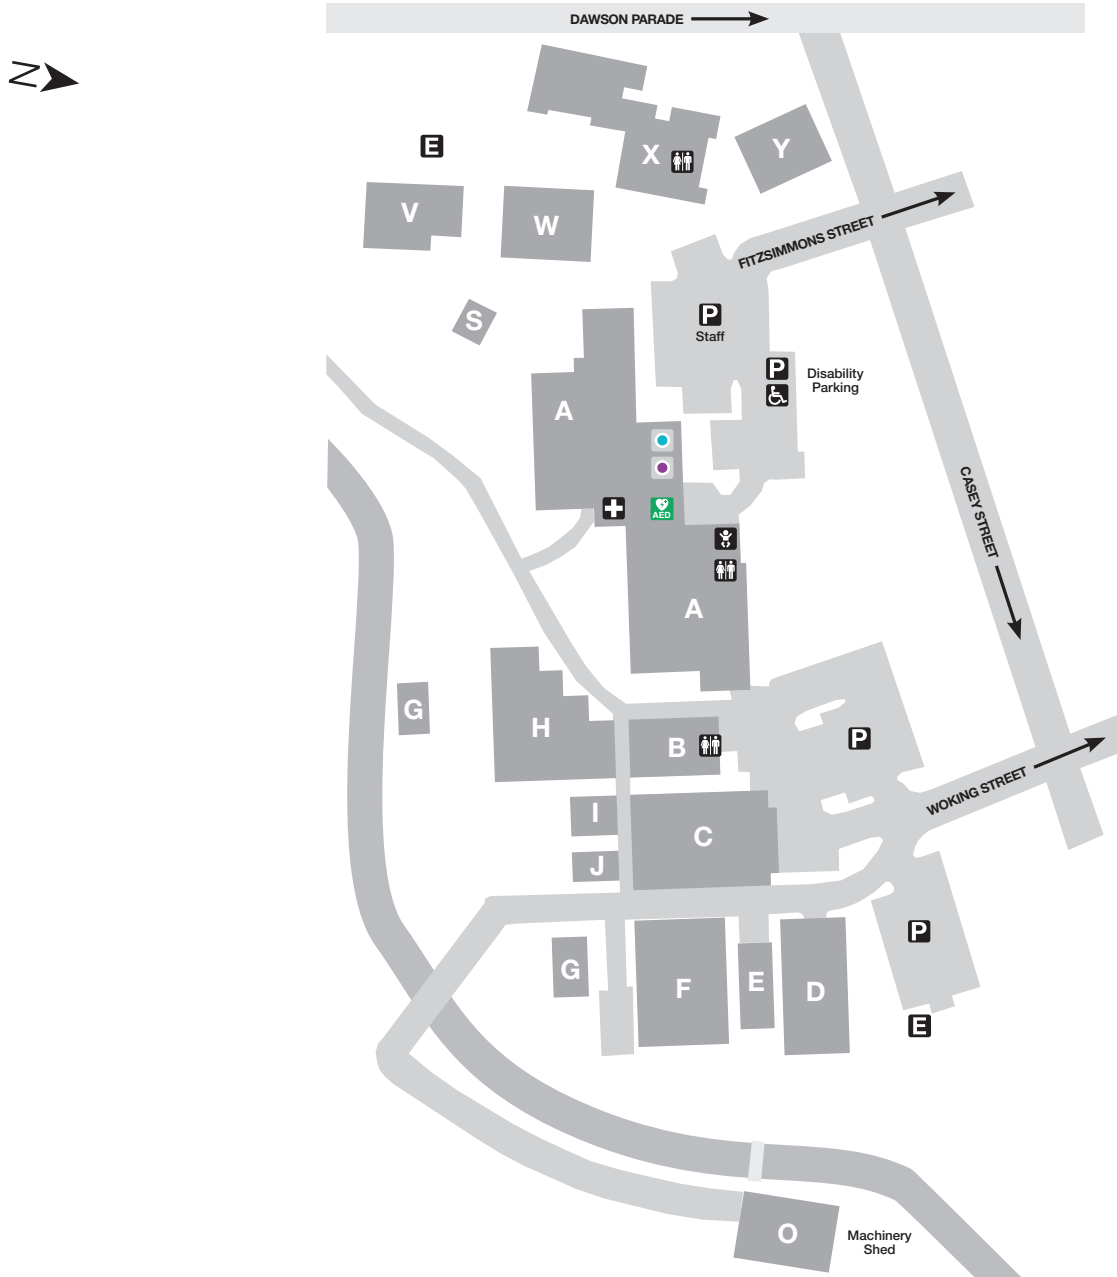 DAWSON PARADE
N
E
X
Y
V
W
FITZSIMMONS STREET
S
P
Staff
P
Disability
Parking
A
AED
CASEY STREET
A
G
H
B
P
WOKING STREET
I
C
J
P
G
F
E
D
E
O
Machinery
Shed